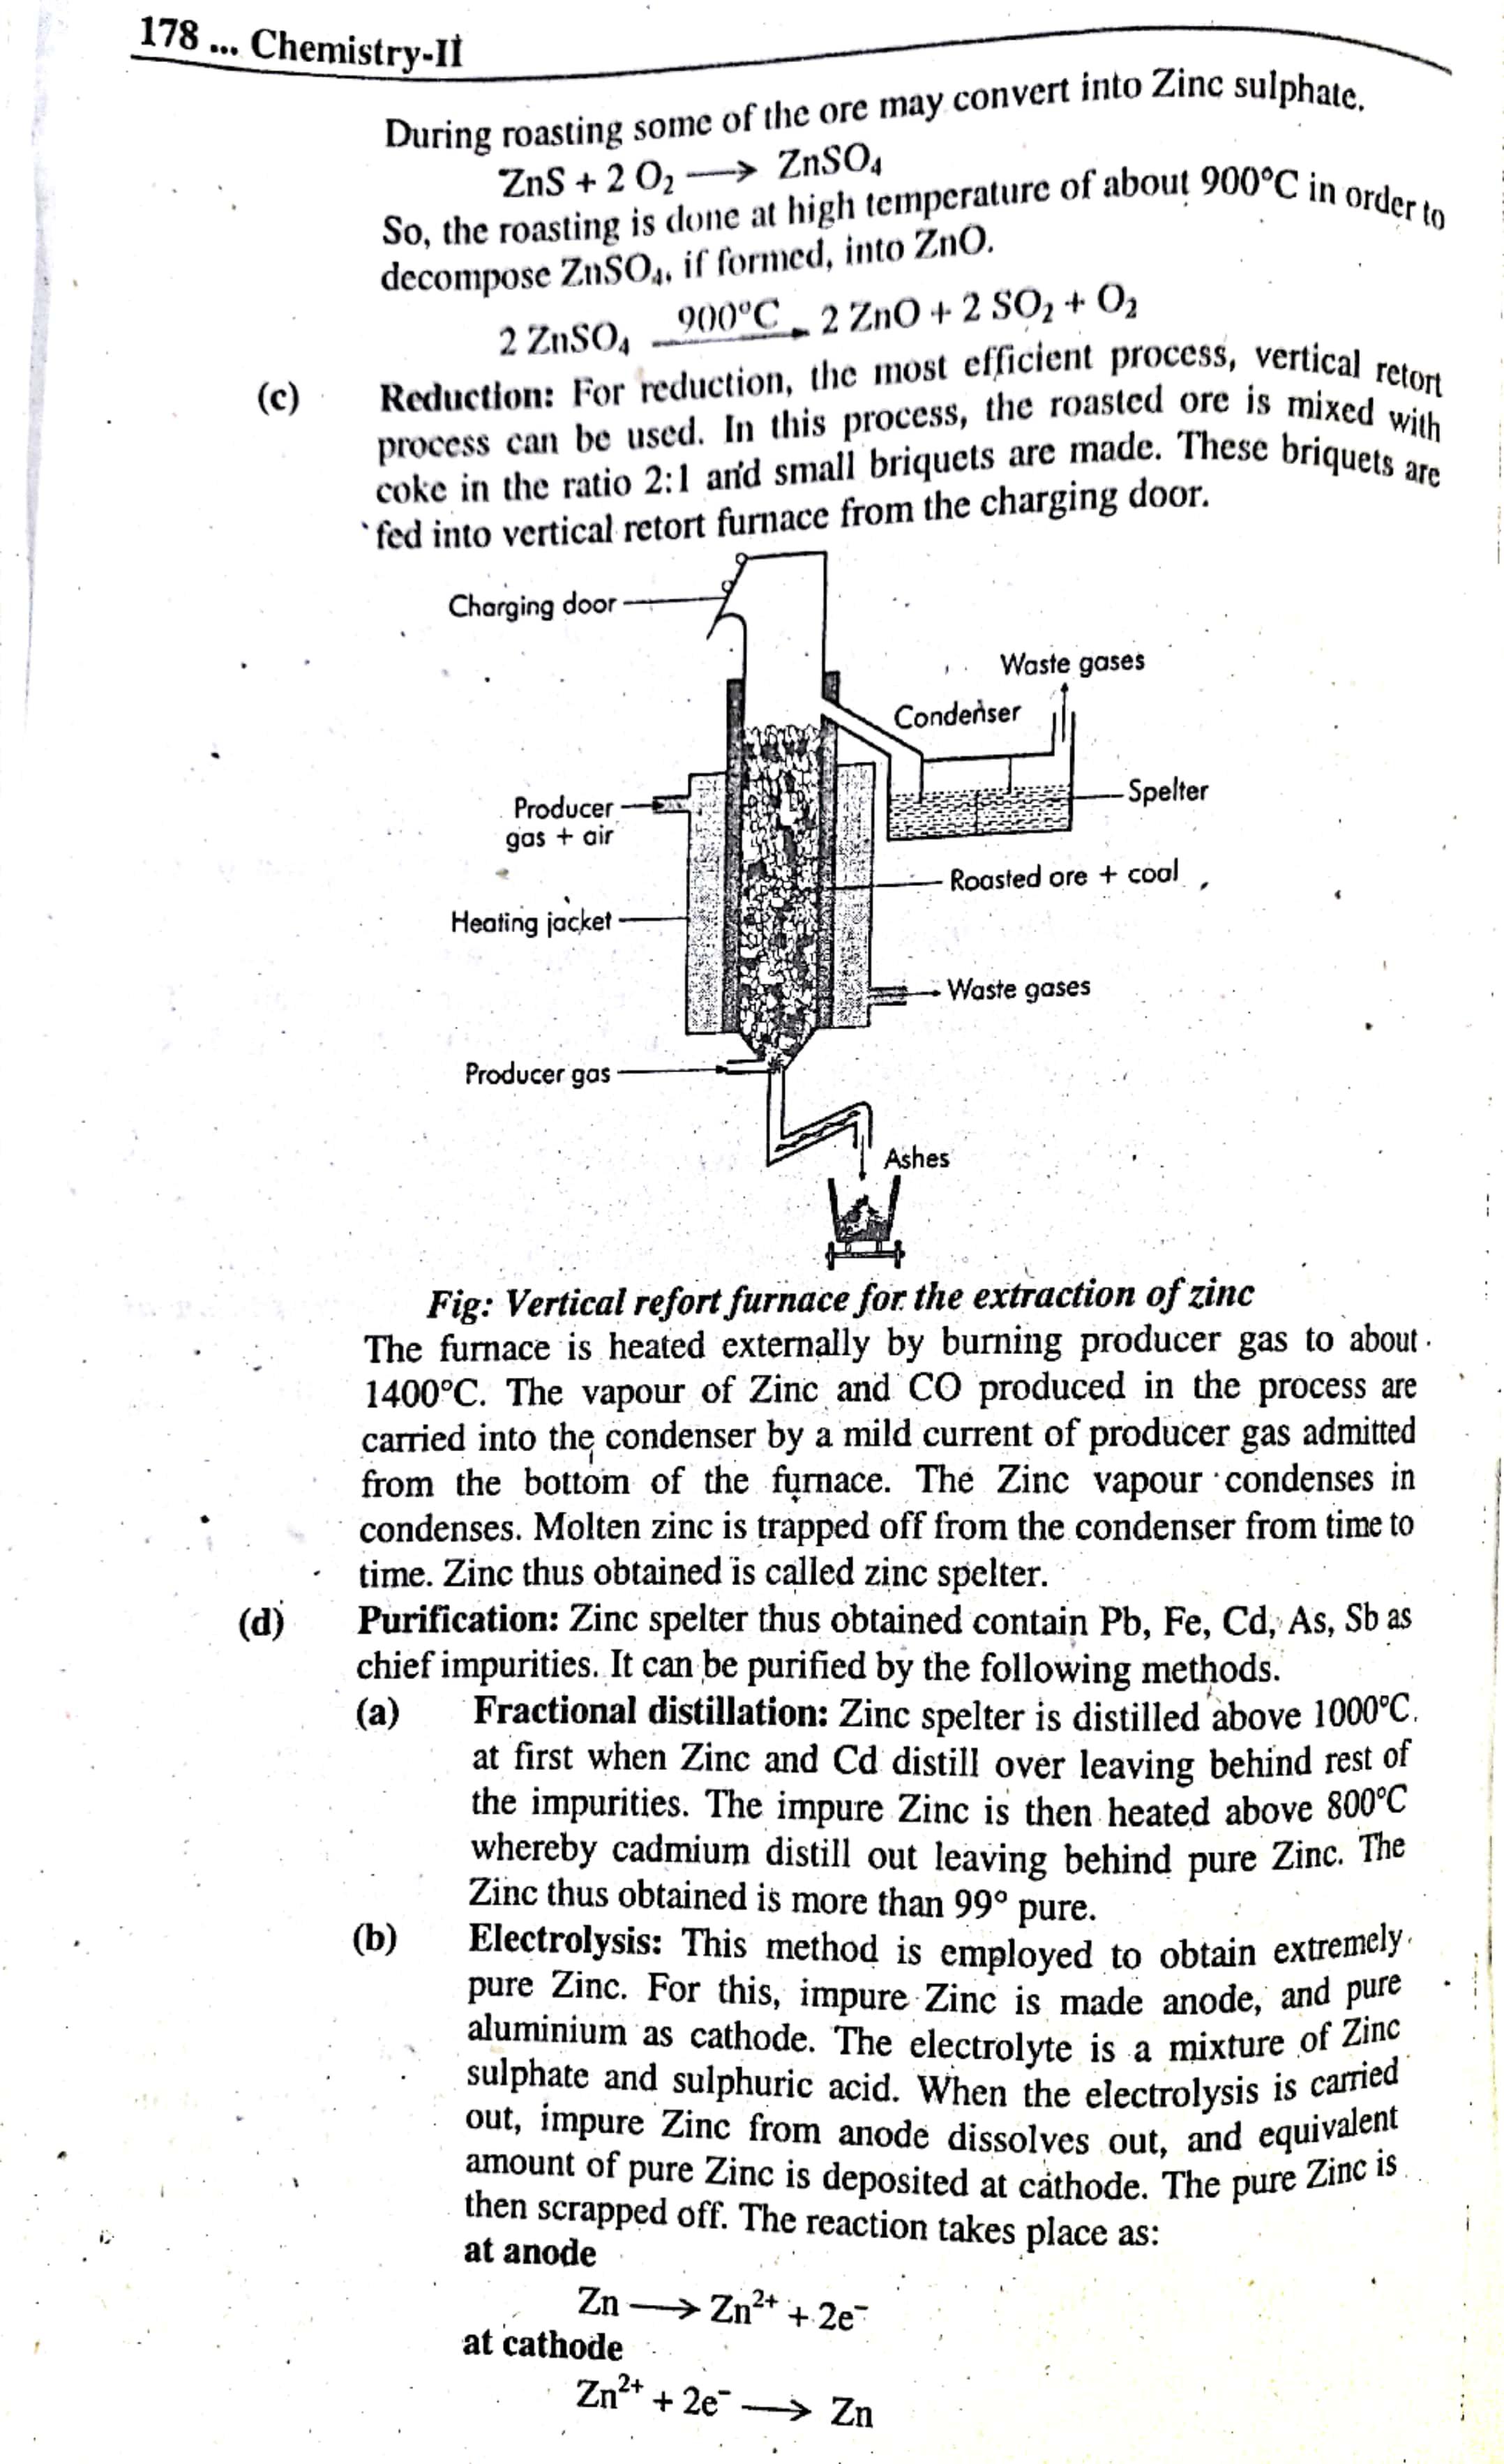 178 ... Chemistry-II
During roasting some of the ore may convert into Zinc sulphate.
ZnS + 2 O₂ ⟶ ZnSO₄
So, the roasting is done at high temperature of about 900°C in order to
decompose ZnSO₄, if formed, into ZnO.
2 ZnSO₄ 900°C → 2 ZnO + 2 SO₂ + O₂
(c) Reduction: For reduction, the most efficient process, vertical retort
process can be used. In this process, the roasted ore is mixed with
coke in the ratio 2:1 and small briquets are made. These briquets are
fed into vertical retort furnace from the charging door.
Charging door
Waste gases
Condenser
Producer
gas + air
Spelter
Roasted ore + coal
Heating jacket
Waste gases
Producer gas
Ashes
Fig: Vertical refort furnace for the extraction of zinc
The furnace is heated externally by burning producer gas to about
1400°C. The vapour of Zinc and CO produced in the process are
carried into the condenser by a mild current of producer gas admitted
from the bottom of the furnace. The Zinc vapour condenses in
condenses. Molten zinc is trapped off from the condenser from time to
time. Zinc thus obtained is called zinc spelter.
(d) Purification: Zinc spelter thus obtained contain Pb, Fe, Cd, As, Sb as
chief impurities. It can be purified by the following methods.
(a) Fractional distillation: Zinc spelter is distilled above 1000°C.
at first when Zinc and Cd distill over leaving behind rest of
the impurities. The impure Zinc is then heated above 800°C
whereby cadmium distill out leaving behind pure Zinc. The
Zinc thus obtained is more than 99° pure.
(b) Electrolysis: This method is employed to obtain extremely
pure Zinc. For this, impure Zinc is made anode, and pure
aluminium as cathode. The electrolyte is a mixture of Zinc
sulphate and sulphuric acid. When the electrolysis is carried
out, impure Zinc from anode dissolves out, and equivalent
amount of pure Zinc is deposited at cathode. The pure Zinc is
then scrapped off. The reaction takes place as:
at anode
Zn ⟶ Zn²⁺ + 2e⁻
at cathode
Zn²⁺ + 2e⁻ ⟶ Zn